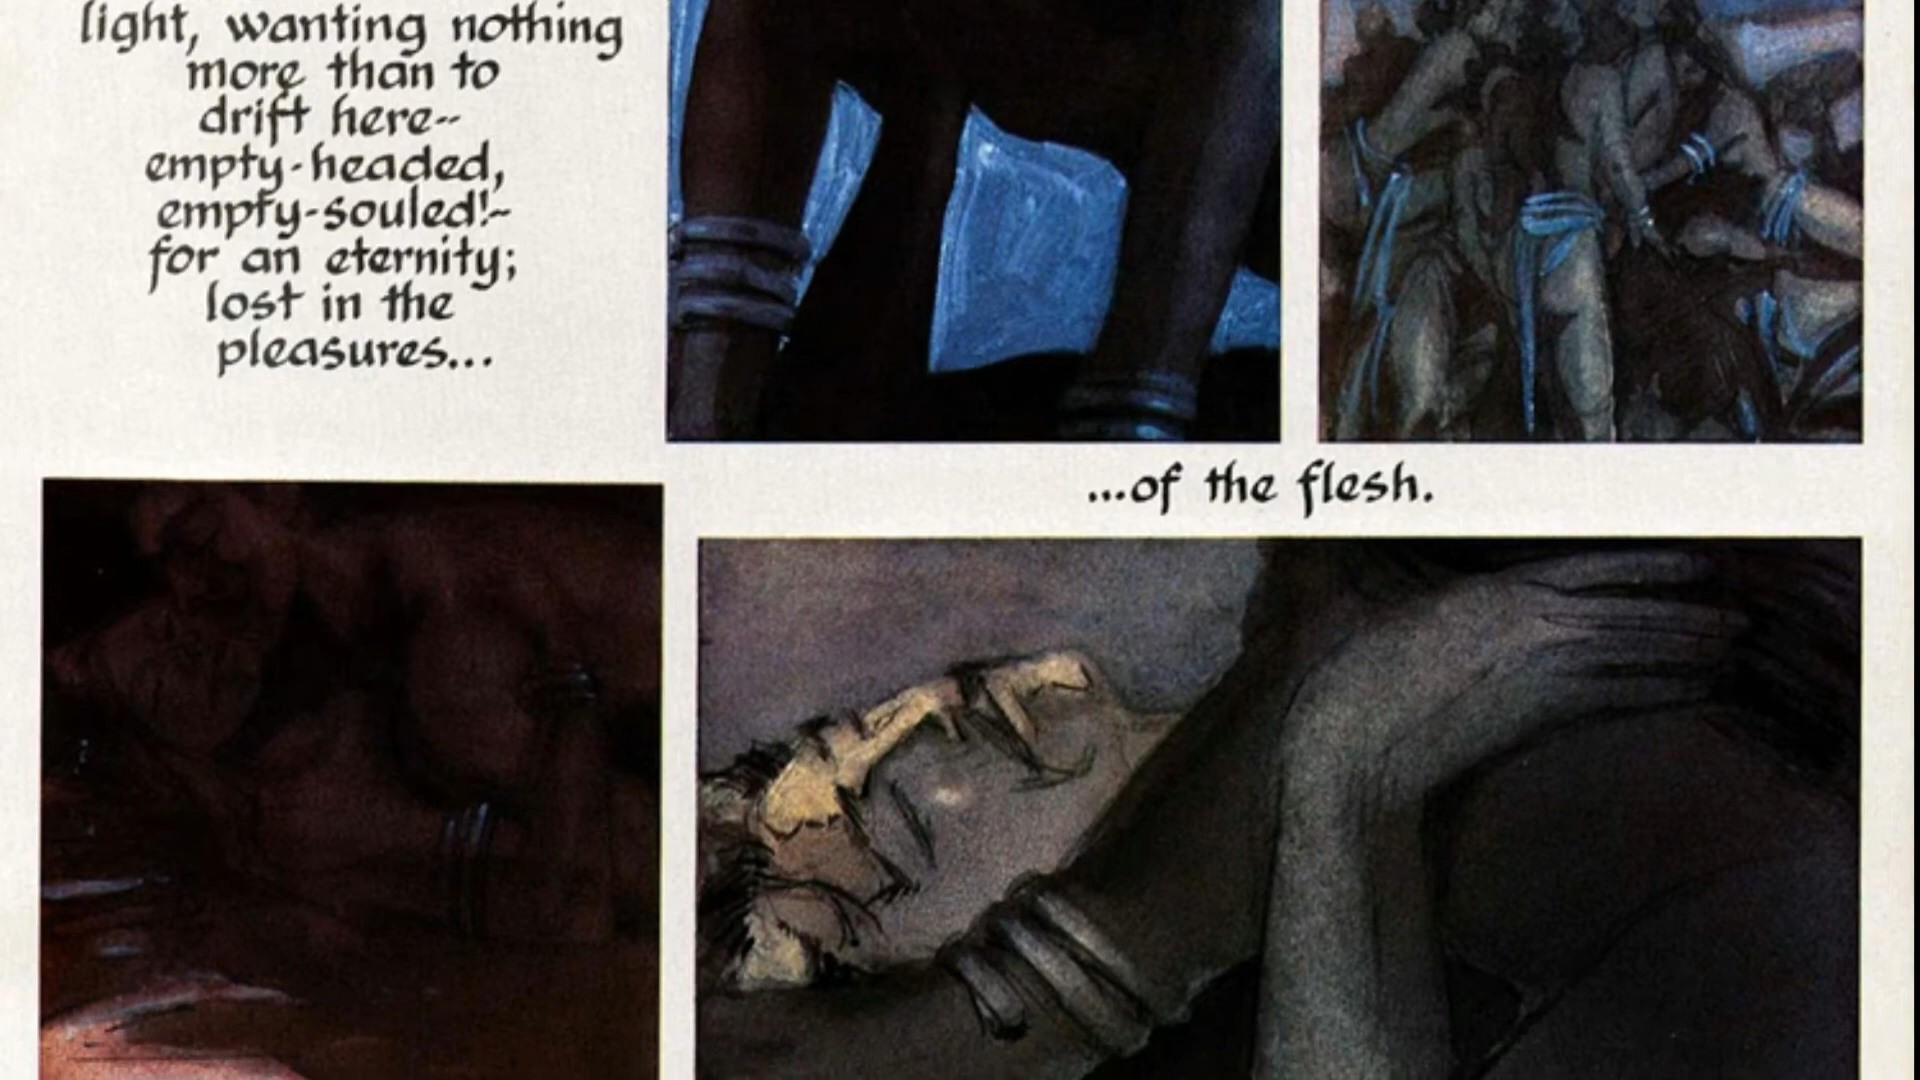 light, wanting nothing
more than to
drift here--
empty-headed,
empty-souled!--
for an eternity;
lost in the
pleasures...
...of the flesh.